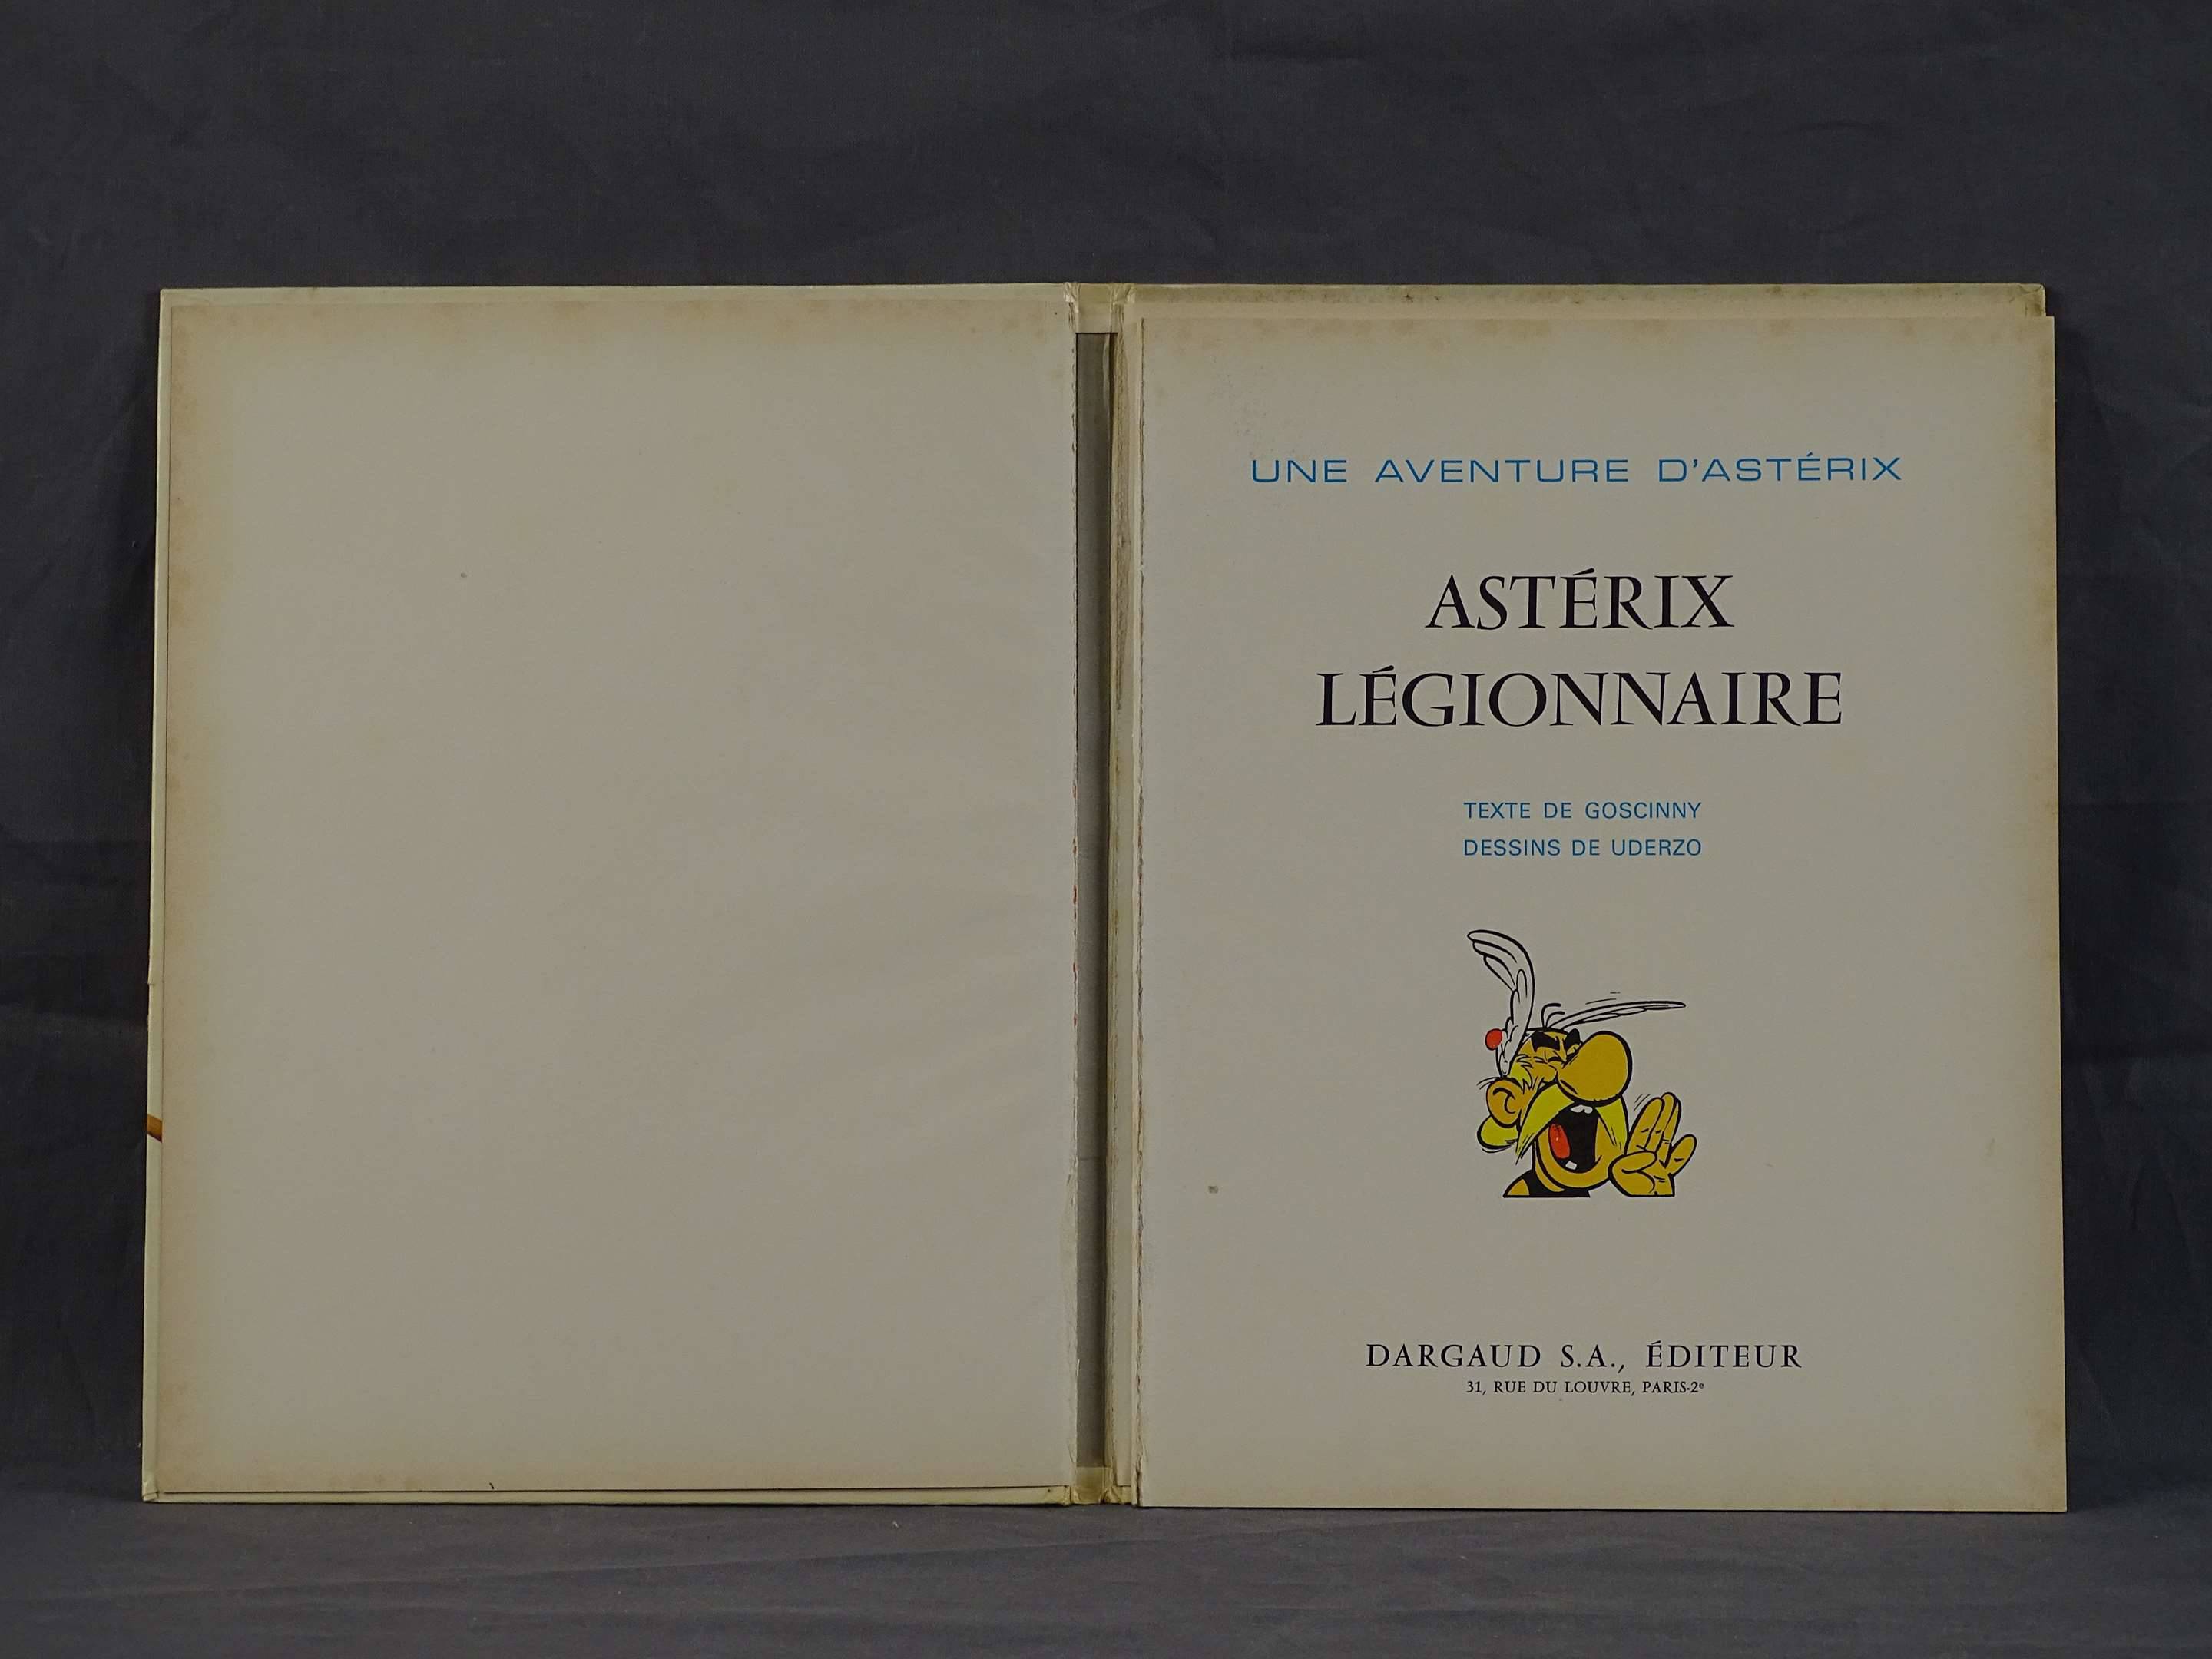 UNE AVENTURE D'ASTÉRIX
ASTÉRIX
LÉGIONNAIRE
TEXTE DE GOSCINNY
DESSINS DE UDERZO
DARGAUD S.A., ÉDITEUR
31, RUE DU LOUVRE, PARIS-2ᵉ